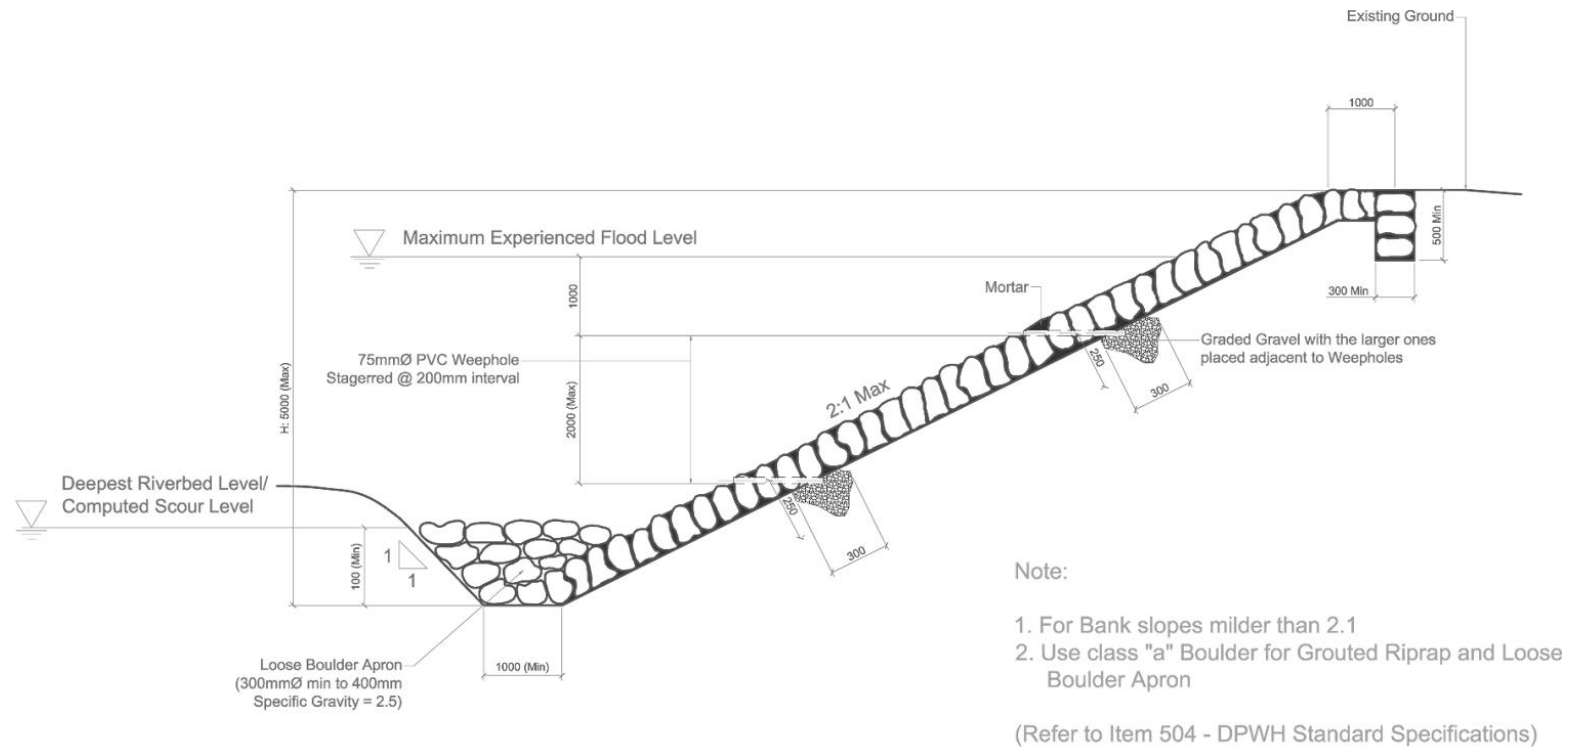 Existing Ground
1000
Maximum Experienced Flood Level
500 Min
300 Min
Mortar
1000
Graded Gravel with the larger ones
placed adjacent to Weepholes
75mmØ PVC Weephole
Stagerred @ 200mm interval
250
300
H: 5000 (Max)
2000 (Max)
2:1 Max
Deepest Riverbed Level/
Computed Scour Level
250
300
1
1
100 (Min)
Loose Boulder Apron
(300mmØ min to 400mm
Specific Gravity = 2.5)
1000 (Min)
Note:
1. For Bank slopes milder than 2.1
2. Use class "a" Boulder for Grouted Riprap and Loose
Boulder Apron
(Refer to Item 504 - DPWH Standard Specifications)